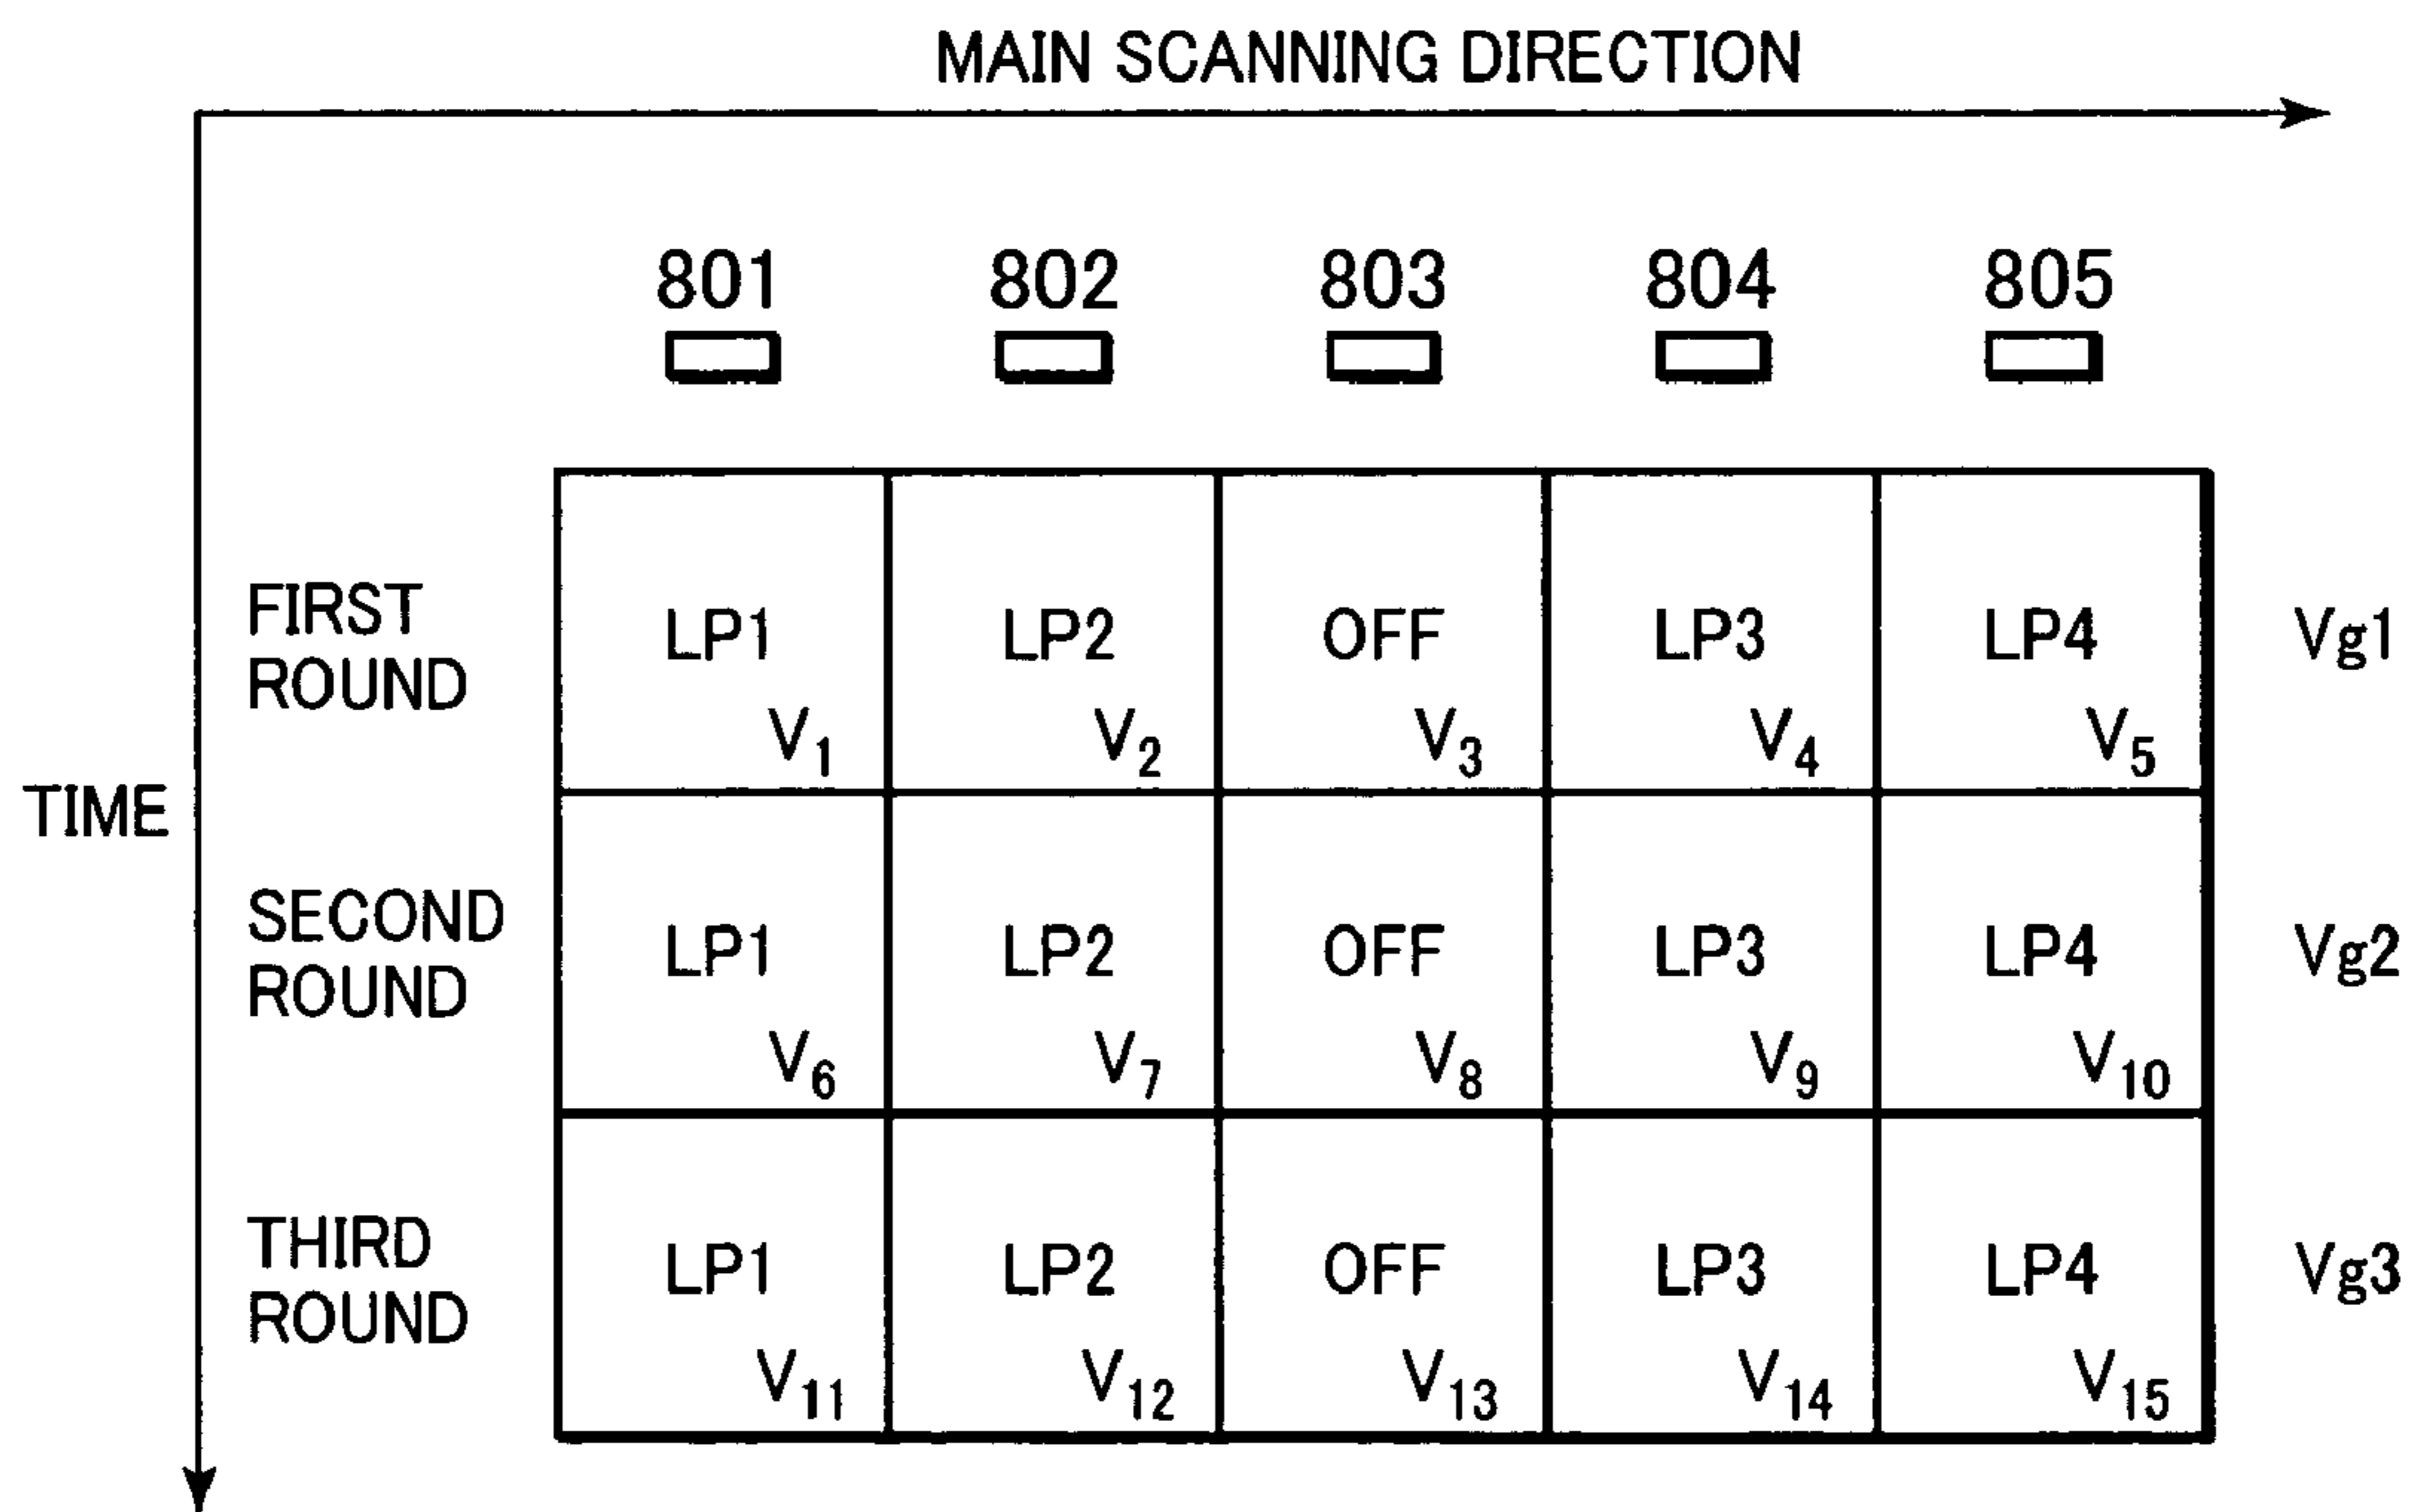 MAIN SCANNING DIRECTION
801 802 803 804 805
FIRST
ROUND
LP1 LP2 OFF LP3 LP4 Vg1
V1 V2 V3 V4 V5
TIME
SECOND
ROUND
LP1 LP2 OFF LP3 LP4 Vg2
V6 V7 V8 V9 V10
THIRD
ROUND
LP1 LP2 OFF LP3 LP4 Vg3
V11 V12 V13 V14 V15